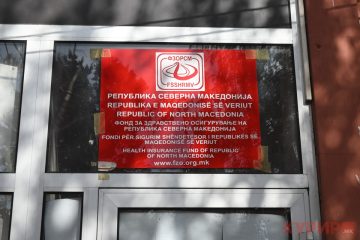 ФЗОРСМ
FSSHRMV
РЕПУБЛИКА СЕВЕРНА МАКЕДОНИЈА
REPUBLIKA E MAQEDONISË SË VERIUT
REPUBLIC OF NORTH MACEDONIA
ФОНД ЗА ЗДРАВСТВЕНО ОСИГУРУВАЊЕ НА
РЕПУБЛИКА СЕВЕРНА МАКЕДОНИЈА
FONDI PËR SIGURIM SHËNDETËSOR I REPUBLIKËS SË
MAQEDONISË SË VERIUT
HEALTH INSURANCE FUND OF REPUBLIC
OF NORTH MACEDONIA
www.fzo.org.mk